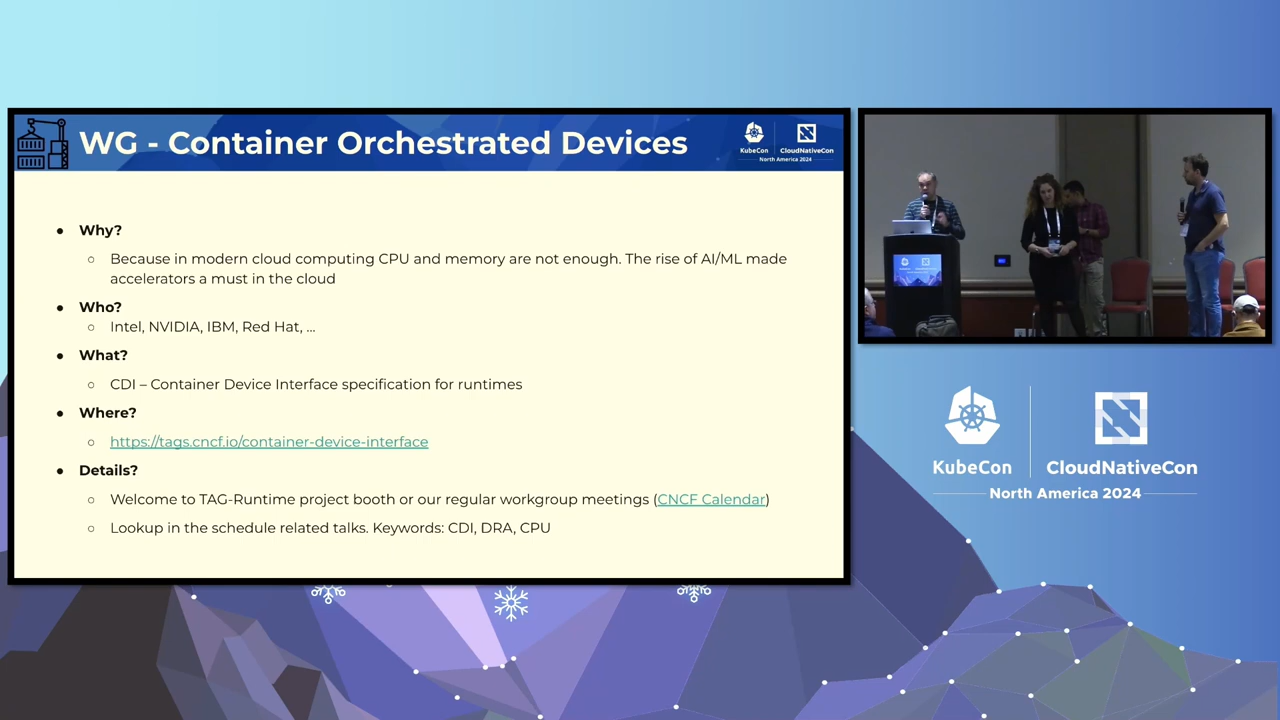 WG - Container Orchestrated Devices
KubeCon
CloudNativeCon
North America 2024
● Why?
○ Because in modern cloud computing CPU and memory are not enough. The rise of AI/ML made
accelerators a must in the cloud
● Who?
○ Intel, NVIDIA, IBM, Red Hat, ...
● What?
○ CDI – Container Device Interface specification for runtimes
● Where?
○ https://tags.cncf.io/container-device-interface
● Details?
○ Welcome to TAG-Runtime project booth or our regular workgroup meetings (CNCF Calendar)
○ Lookup in the schedule related talks. Keywords: CDI, DRA, CPU
KubeCon
CloudNativeCon
North America 2024